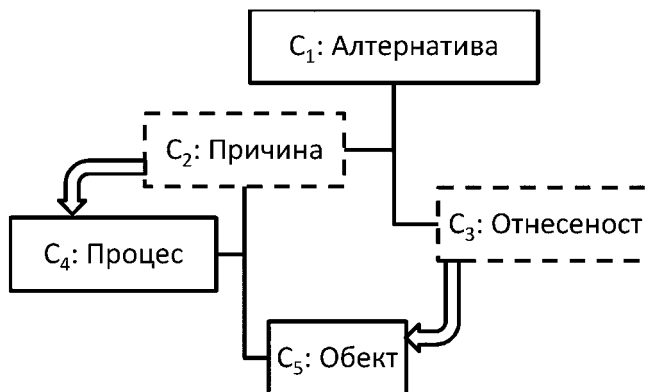 C₁: Алтернатива
C₂: Причина
C₃: Отнесеност
C₄: Процес
C₅: Обект